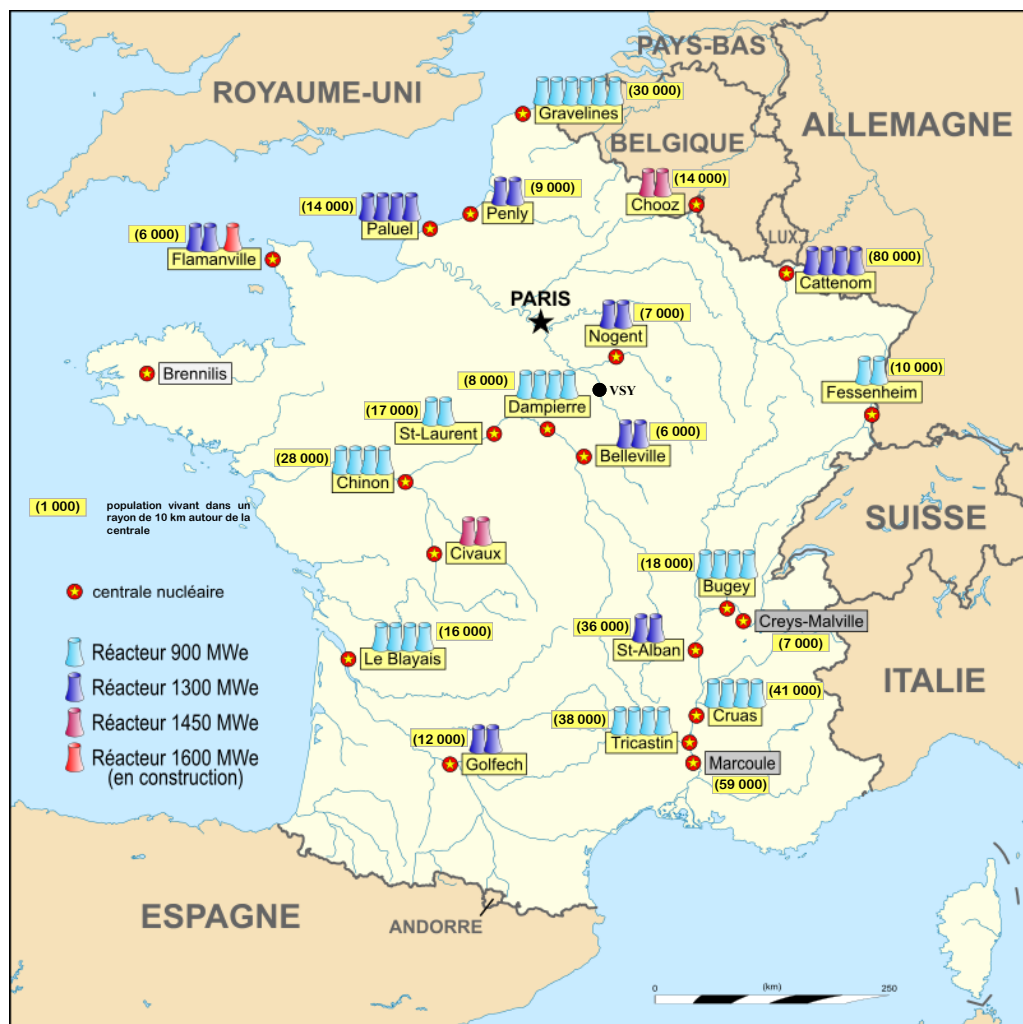 PAYS-BAS
ROYAUME-UNI
(30 000)
Gravelines
ALLEMAGNE
BELGIQUE
(14 000)
Chooz
(9 000)
Penly
(14 000)
Paluel
(6 000)
Flamanville
LUX.
(80 000)
Cattenom
PARIS
(7 000)
Nogent
Brennilis
(10 000)
Fessenheim
(8 000)
Dampierre
VSY
(17 000)
St-Laurent
(6 000)
Belleville
(28 000)
Chinon
(1 000)
population vivant dans un
rayon de 10 km autour de la
centrale
SUISSE
Civaux
(18 000)
Bugey
centrale nucléaire
Creys-Malville
(7 000)
(36 000)
St-Alban
(16 000)
Le Blayais
Réacteur 900 MWe
Réacteur 1300 MWe
Réacteur 1450 MWe
Réacteur 1600 MWe
(en construction)
ITALIE
(41 000)
Cruas
(38 000)
Tricastin
(12 000)
Golfech
Marcoule
(59 000)
ESPAGNE
ANDORRE
0
(km)
250